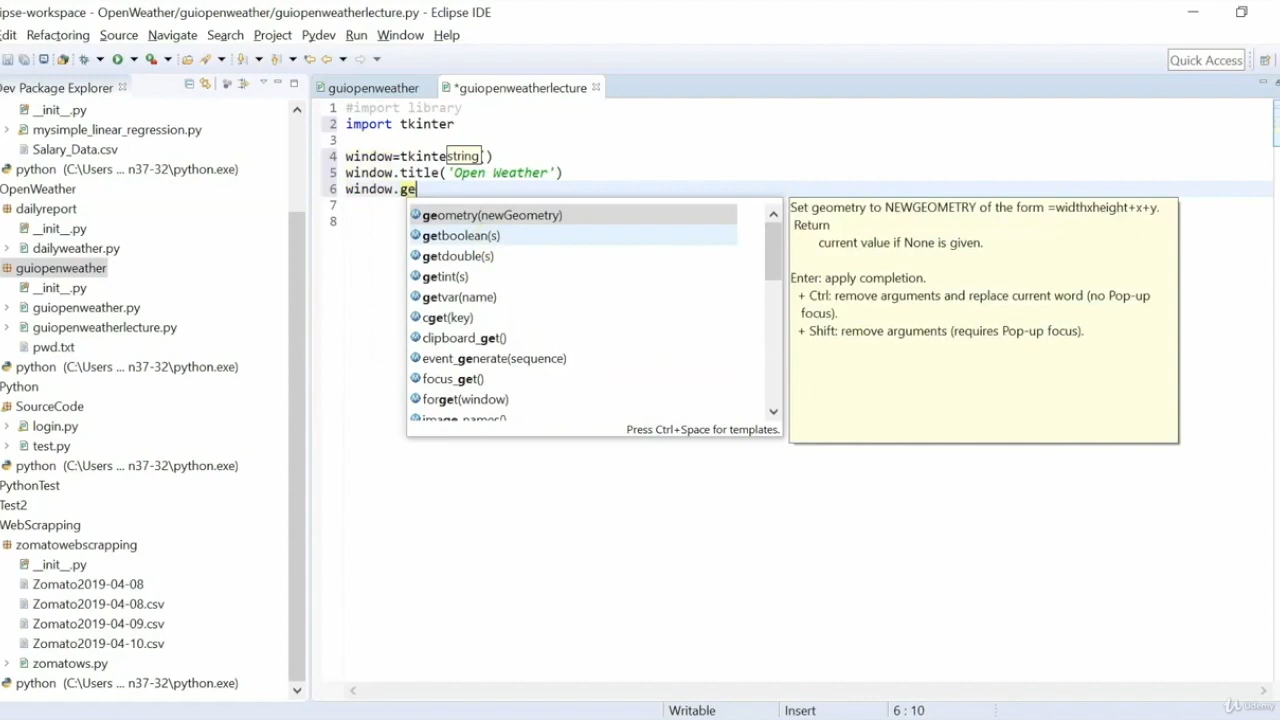 ipse-workspace - OpenWeather/guiopenweather/guiopenweatherlecture.py - Eclipse IDE
dit Refactoring Source Navigate Search Project Pydev Run Window Help
Quick Access
Dev Package Explorer
guiopenweather
*guiopenweatherlecture
__init__.py
mysimple_linear_regression.py
Salary_Data.csv
python (C:\Users ... n37-32\python.exe)
OpenWeather
dailyreport
__init__.py
dailyweather.py
guiopenweather
__init__.py
guiopenweather.py
guiopenweatherlecture.py
pwd.txt
python (C:\Users ... n37-32\python.exe)
Python
SourceCode
login.py
test.py
python (C:\Users ... n37-32\python.exe)
PythonTest
Test2
WebScrapping
zomatowebscrapping
__init__.py
Zomato2019-04-08
Zomato2019-04-08.csv
Zomato2019-04-09.csv
Zomato2019-04-10.csv
zomatows.py
python (C:\Users ... n37-32\python.exe)
1 #import library
2 import tkinter
3
4 window=tkinte string ()
5 window.title('Open Weather')
6 window.ge
7
8
geometry(newGeometry)
getboolean(s)
getdouble(s)
getint(s)
getvar(name)
cget(key)
clipboard_get()
event_generate(sequence)
focus_get()
forget(window)
image_names()
Press Ctrl+Space for templates.
Set geometry to NEWGEOMETRY of the form =widthxheight+x+y.
Return
current value if None is given.
Enter: apply completion.
+ Ctrl: remove arguments and replace current word (no Pop-up
focus).
+ Shift: remove arguments (requires Pop-up focus).
Writable
Insert
6 : 10
Udemy